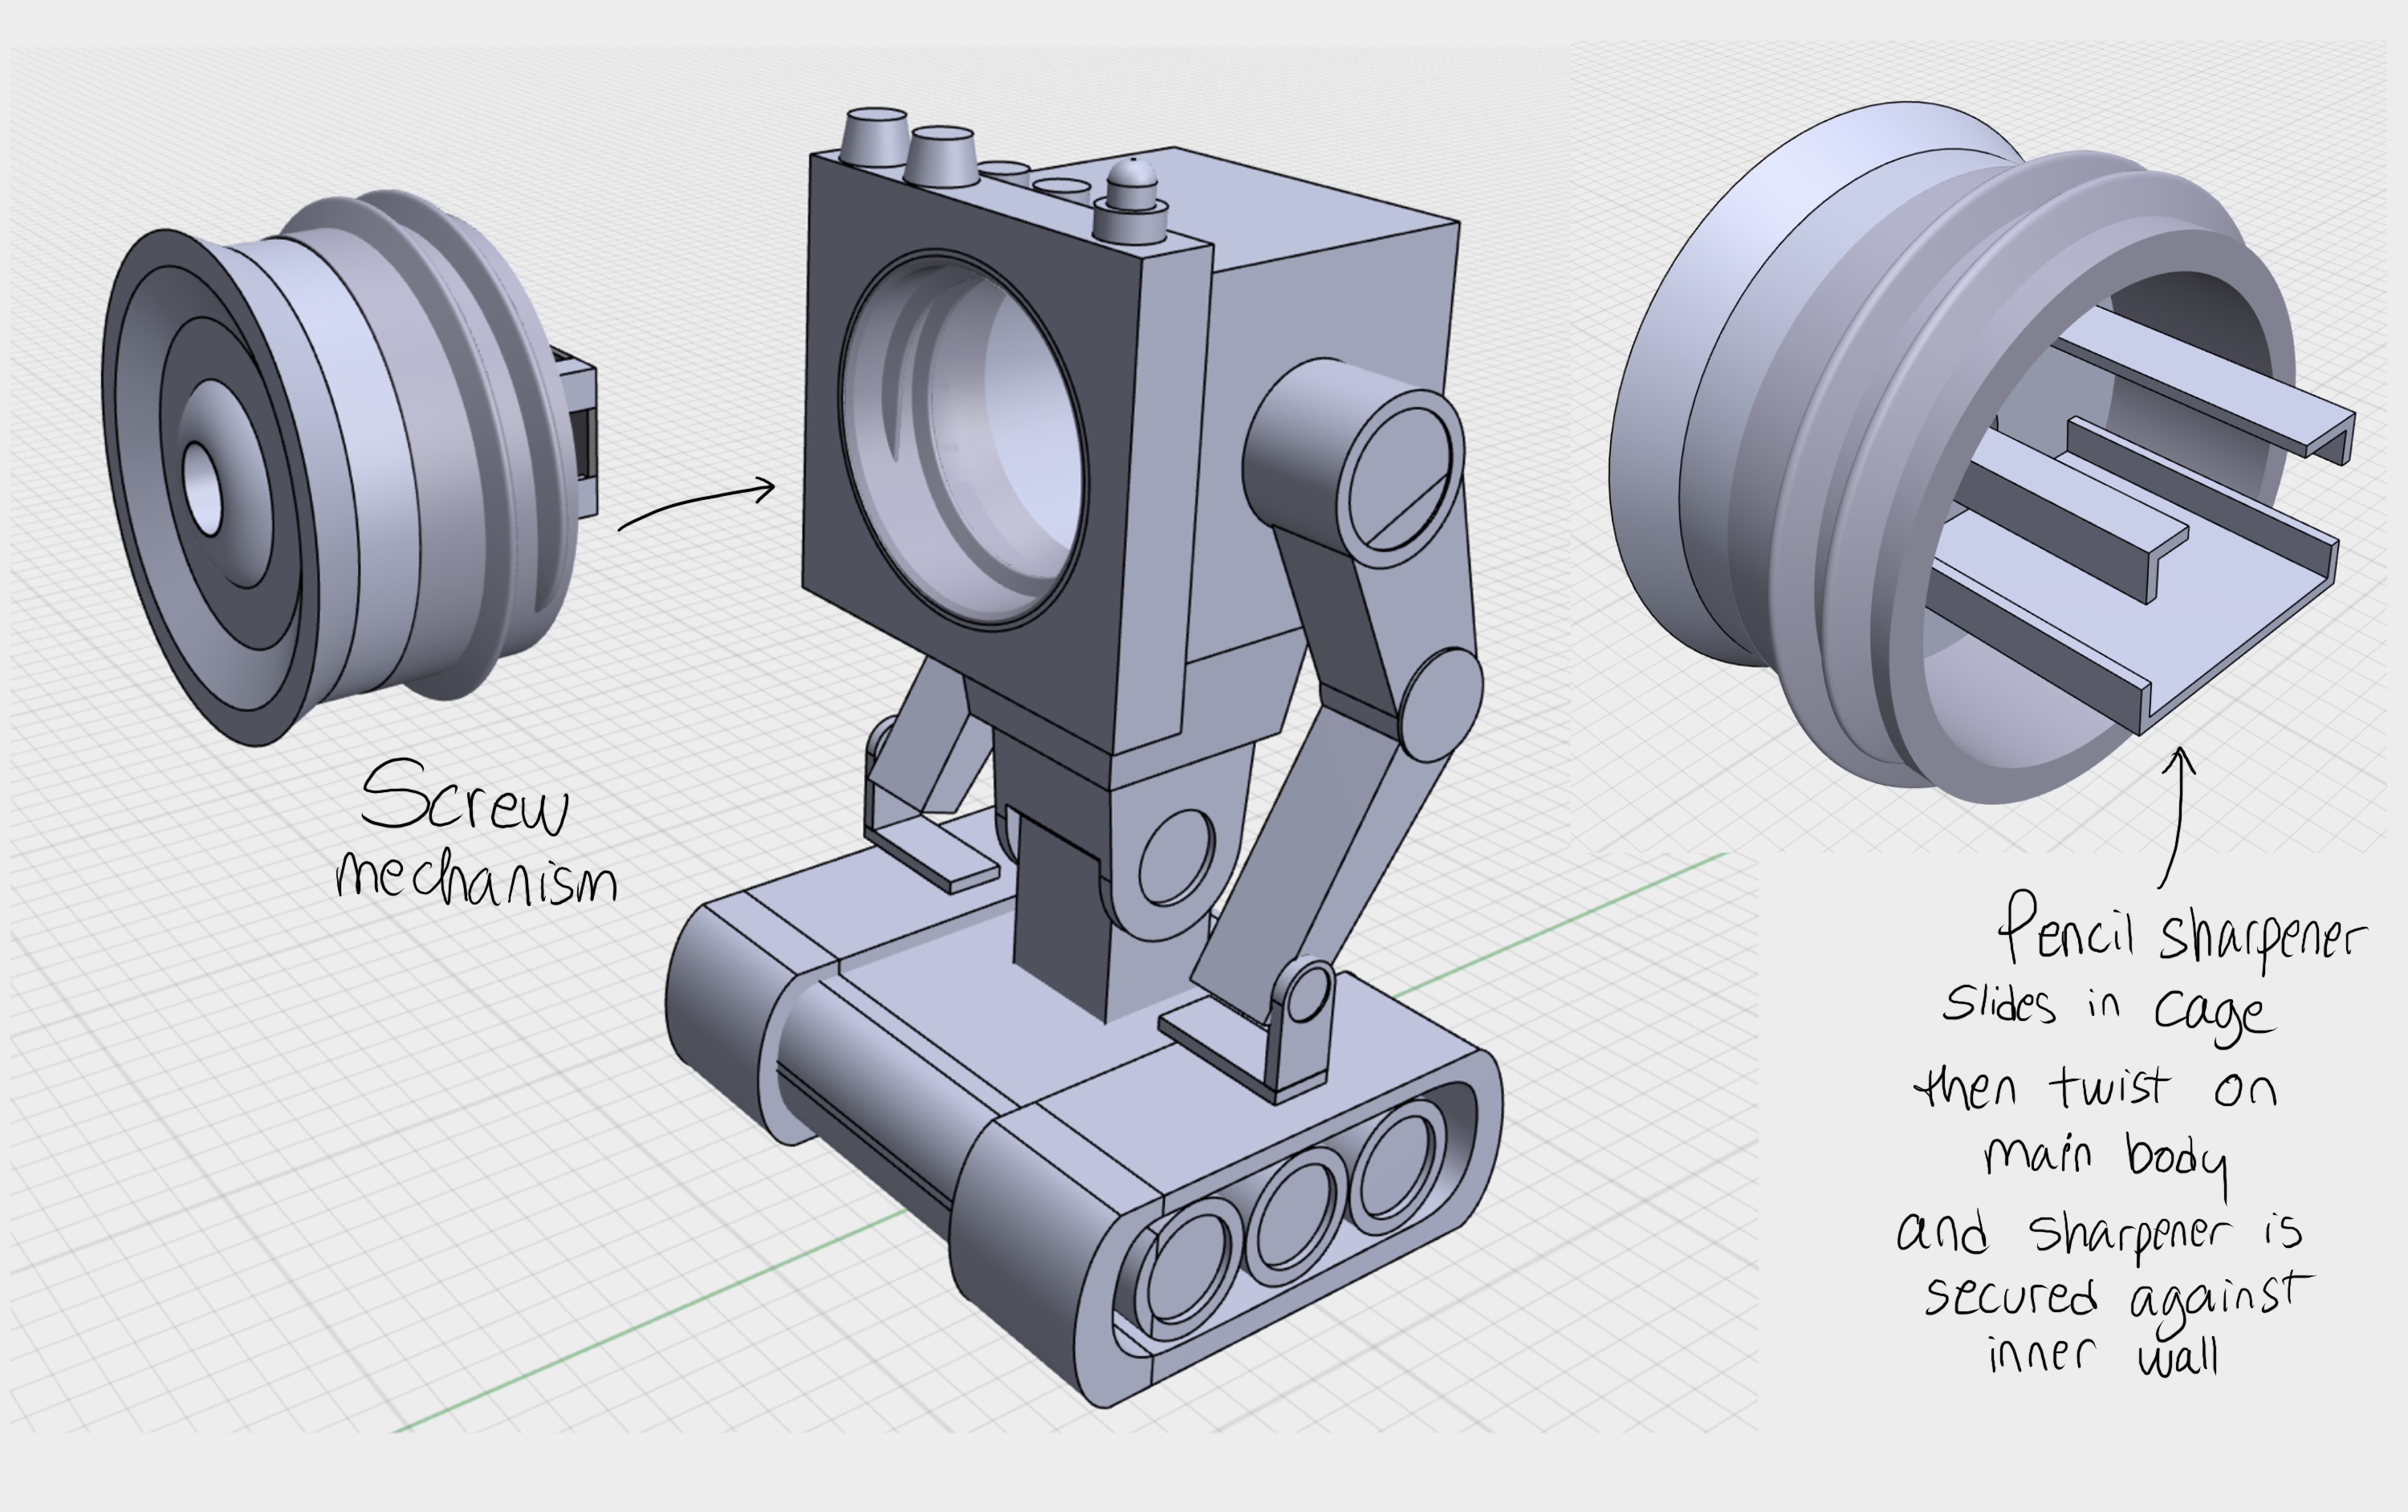 Screw
mechanism
Pencil sharpener
slides in cage
then twist on
main body
and sharpener is
secured against
inner wall